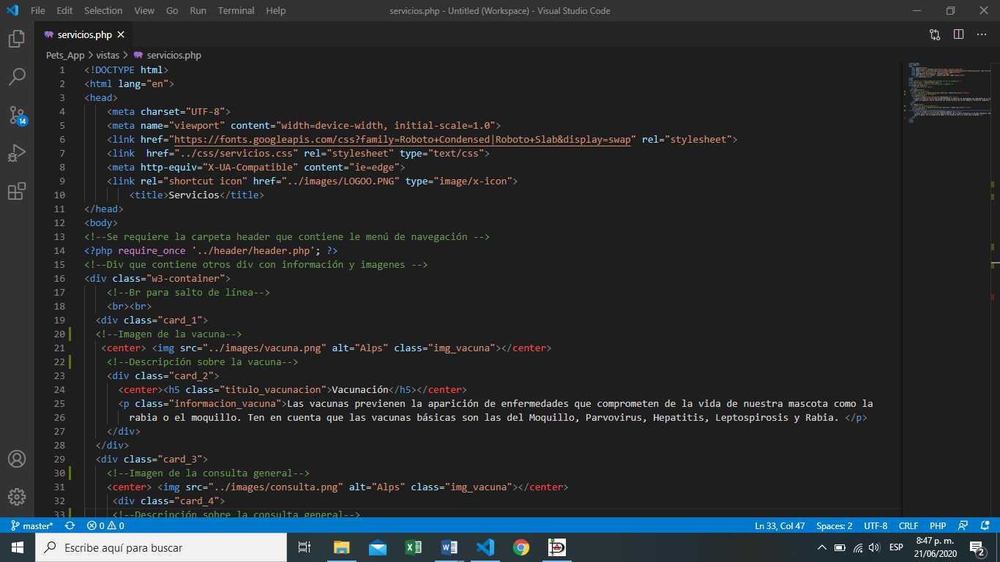 File Edit Selection View Go Run Terminal Help servicios.php - Untitled (Workspace) - Visual Studio Code
servicios.php
Pets_App > vistas > servicios.php
1 <!DOCTYPE html>
2 <html lang="en">
3 <head>
4 <meta charset="UTF-8">
5 <meta name="viewport" content="width=device-width, initial-scale=1.0">
6 <link href="https://fonts.googleapis.com/css?family=Roboto+Condensed|Roboto+Slab&display=swap" rel="stylesheet">
7 <link  href="../css/servicios.css" rel="stylesheet" type="text/css">
8 <meta http-equiv="X-UA-Compatible" content="ie=edge">
9 <link rel="shortcut icon" href="../images/LOGOO.PNG" type="image/x-icon">
10 <title>Servicios</title>
11 </head>
12 <body>
13 <!--Se requiere la carpeta header que contiene le menú de navegación -->
14 <?php require_once '../header/header.php'; ?>
15 <!--Div que contiene otros div con información y imagenes -->
16 <div class="w3-container">
17 <!--Br para salto de línea-->
18 <br><br>
19 <div class="card_1">
20 <!--Imagen de la vacuna-->
21 <center> <img src="../images/vacuna.png" alt="Alps" class="img_vacuna"></center>
22 <!--Descripción sobre la vacuna-->
23 <div class="card_2">
24 <center><h5 class="titulo_vacunacion">Vacunación</h5></center>
25 <p class="informacion_vacuna">Las vacunas previenen la aparición de enfermedades que comprometen de la vida de nuestra mascota como la
26 rabia o el moquillo. Ten en cuenta que las vacunas básicas son las del Moquillo, Parvovirus, Hepatitis, Leptospirosis y Rabia. </p>
27 </div>
28 </div>
29 <div class="card_3">
30 <!--Imagen de la consulta general-->
31 <center> <img src="../images/consulta.png" alt="Alps" class="img_vacuna"></center>
32 <div class="card_4">
33 <!--Descripción sobre la consulta general-->
14
master* 0 0 Ln 33, Col 47 Spaces: 2 UTF-8 CRLF PHP
Escribe aquí para buscar
ESP
8:47 p. m.
21/06/2020
2